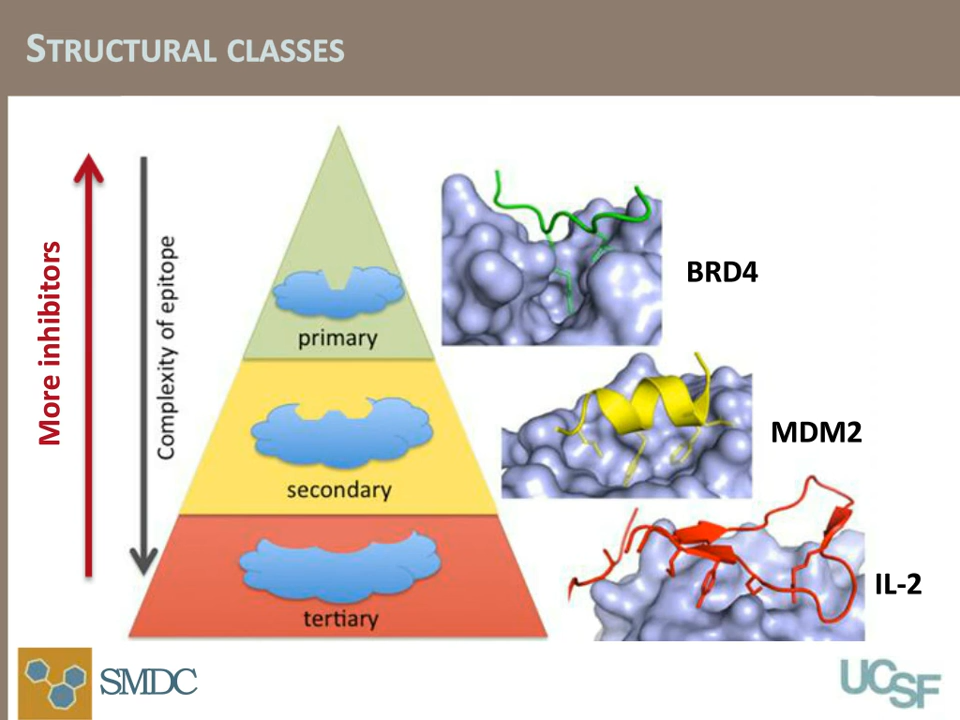 STRUCTURAL CLASSES
More inhibitors
Complexity of epitope
primary
BRD4
secondary
MDM2
tertiary
IL-2
SMDC
UCSF